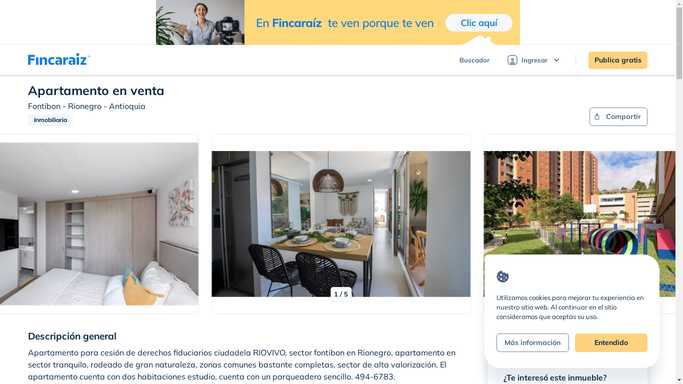 En Fincaraíz te ven porque te ven
Clic aquí
Fincaraiz
Buscador
Ingresar
Publica gratis
Apartamento en venta
Fontibon - Rionegro - Antioquia
Inmobiliaria
Compartir
1 / 5
Utilizamos cookies para mejorar tu experiencia en
nuestro sitio web. Al continuar en el sitio
consideramos que aceptas su uso.
Más información
Entendido
Descripción general
Apartamento para cesión de derechos fiduciarios ciudadela RIOVIVO, sector fontibon en Rionegro, apartamento en
sector tranquilo, rodeado de gran naturaleza, zonas comunes bastante completas, sector de alta valorización. El
apartamento cuenta con dos habitaciones estudio, cuenta con un parqueadero sencillo. 494-6783.
¿Te interesó este inmueble?